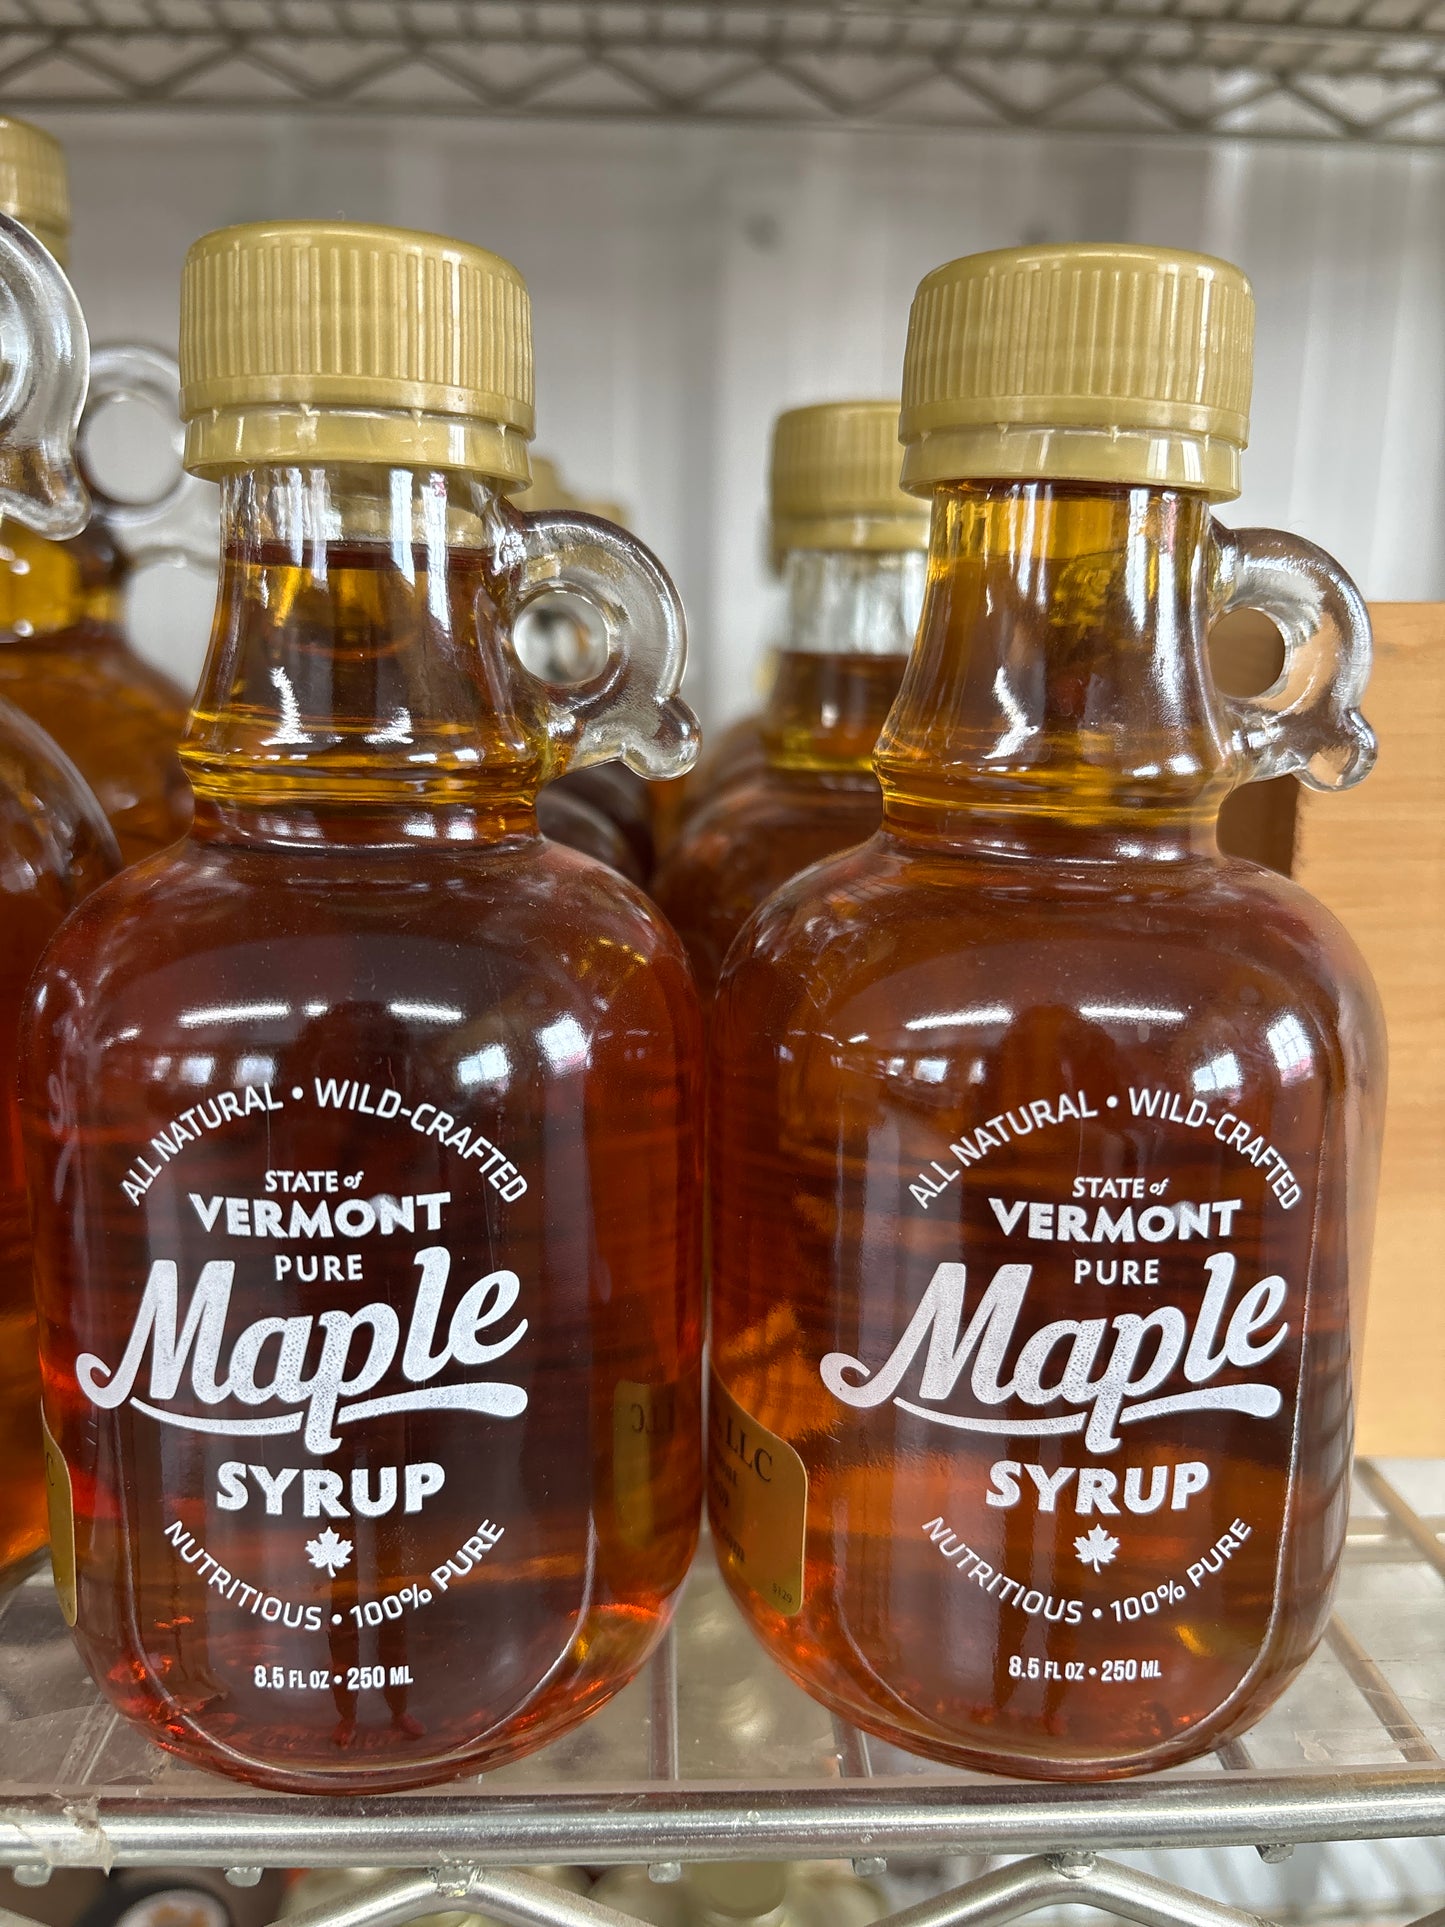 ALL NATURAL • WILD-CRAFTED
STATE of
VERMONT
PURE
Maple
SYRUP
NUTRITIOUS • 100% PURE
8.5 FL OZ • 250 ML
ALL NATURAL • WILD-CRAFTED
STATE of
VERMONT
PURE
Maple
SYRUP
NUTRITIOUS • 100% PURE
8.5 FL OZ • 250 ML
LLC